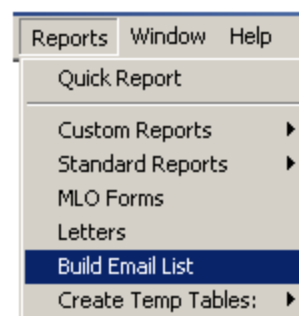 Reports Window Help
Quick Report
Custom Reports
Standard Reports
MLO Forms
Letters
Build Email List
Create Temp Tables: